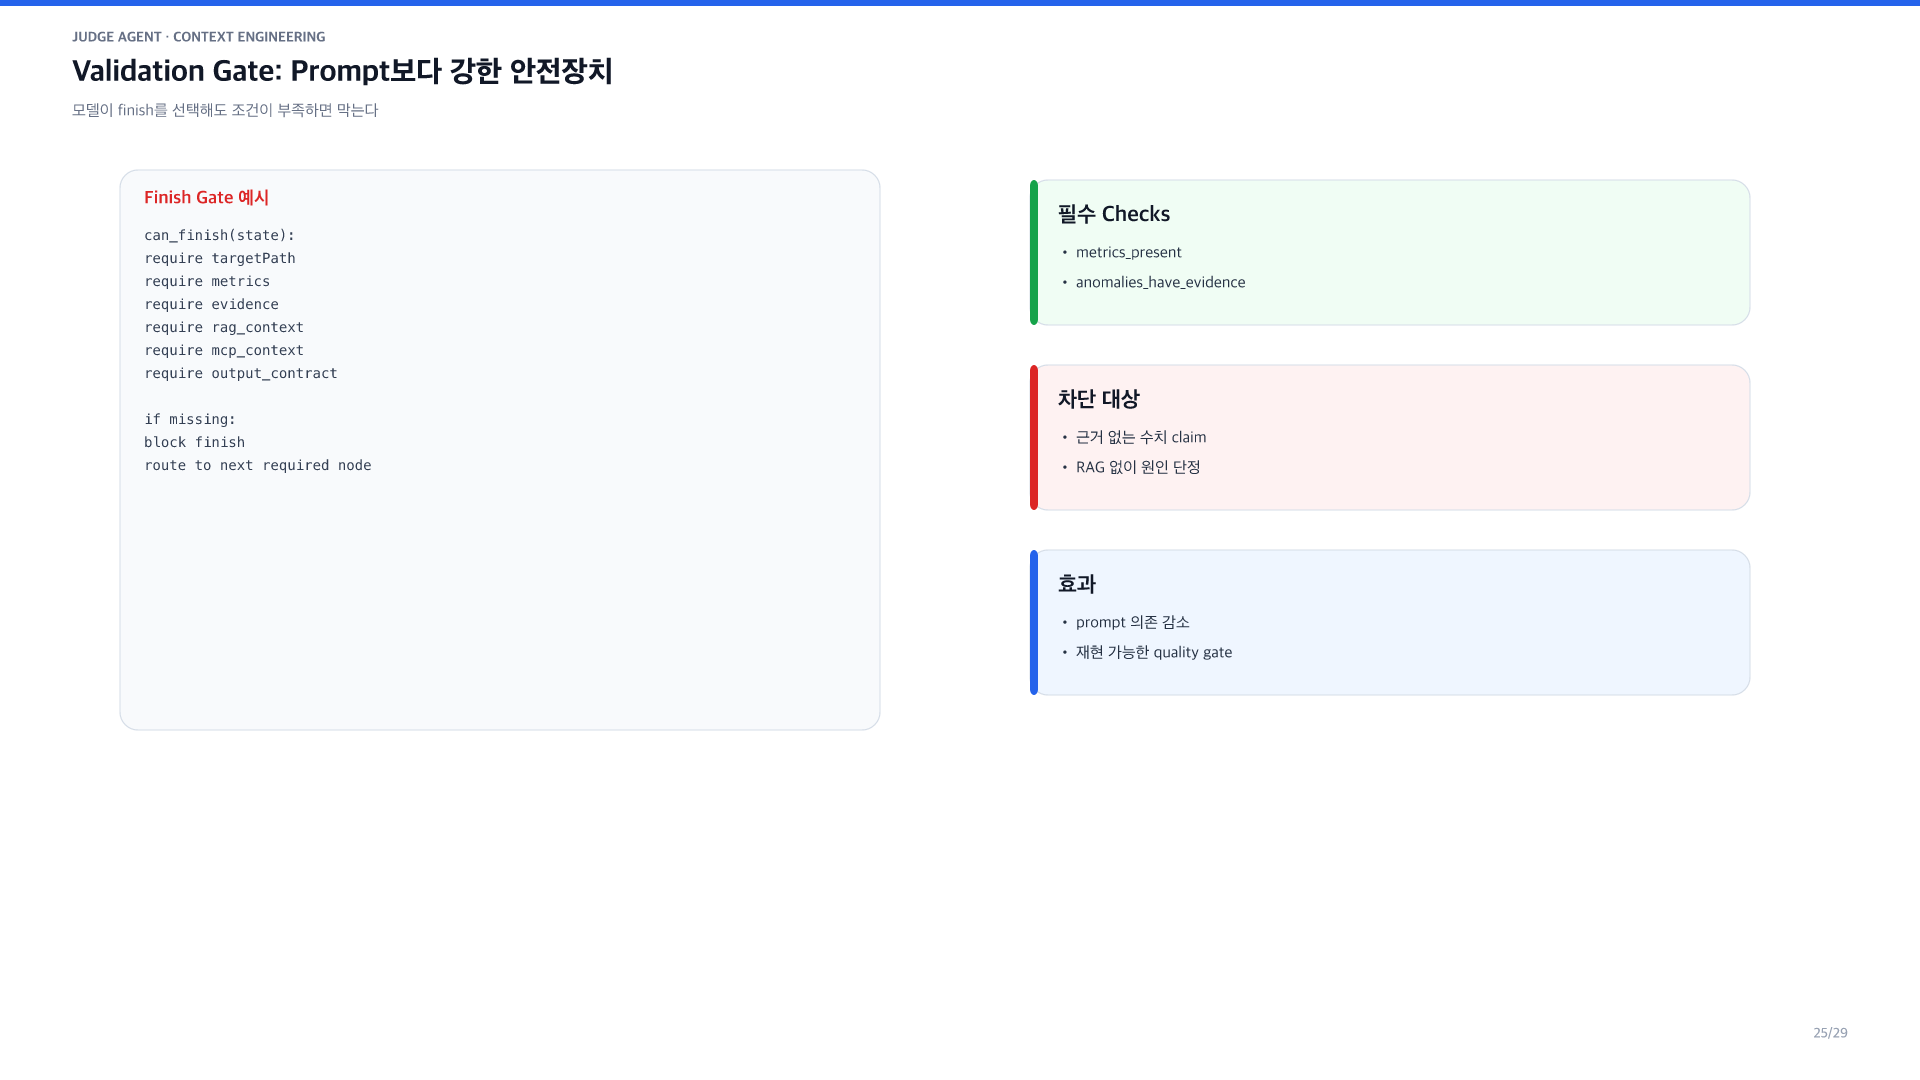 JUDGE AGENT · CONTEXT ENGINEERING
Validation Gate: Prompt보다 강한 안전장치
모델이 finish를 선택해도 조건이 부족하면 막는다
Finish Gate 예시
can_finish(state):
require targetPath
require metrics
require evidence
require rag_context
require mcp_context
require output_contract
if missing:
block finish
route to next required node
필수 Checks
• metrics_present
• anomalies_have_evidence
차단 대상
• 근거 없는 수치 claim
• RAG 없이 원인 단정
효과
• prompt 의존 감소
• 재현 가능한 quality gate
25/29